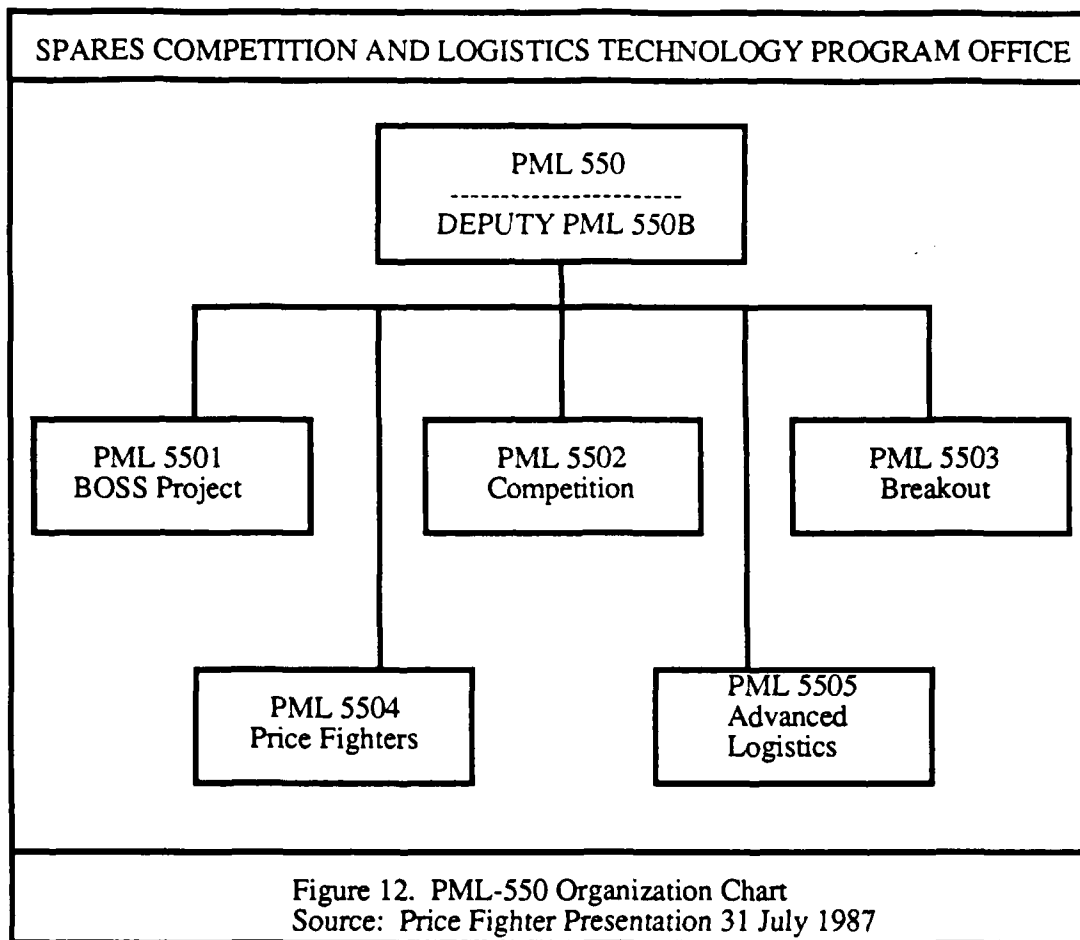 SPARES COMPETITION AND LOGISTICS TECHNOLOGY PROGRAM OFFICE
PML 550
DEPUTY PML 550B
PML 5501
BOSS Project
PML 5502
Competition
PML 5503
Breakout
PML 5504
Price Fighters
PML 5505
Advanced
Logistics
Figure 12. PML-550 Organization Chart
Source: Price Fighter Presentation 31 July 1987